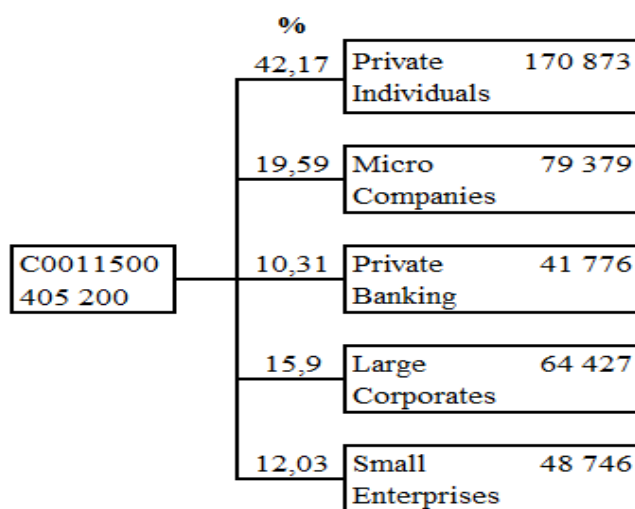 %
42,17 Private 170 873
Individuals
19,59 Micro 79 379
Companies
C0011500
405 200
10,31 Private 41 776
Banking
15,9 Large 64 427
Corporates
12,03 Small 48 746
Enterprises